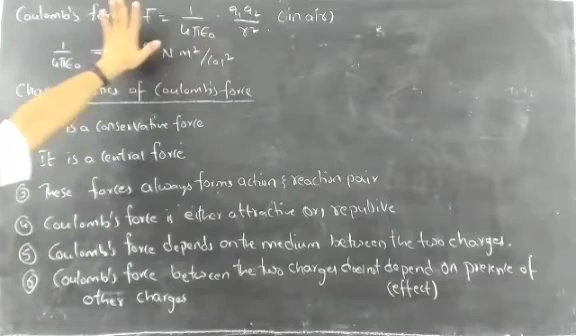 Coulomb's F = 1/4πε₀ q₁q₂/r² (in air)
1/4πε₀ = N m²/Col²
Cha of Coulomb's force
is a conservative force
It is a central force
③ These forces always forms action & reaction pair
④ Coulomb's force is either attractive or repulsive
⑤ Coulomb's force depends on the medium between the two charges.
⑥ Coulomb's force between the two charges doesn't depend on presence of
other charges (effect)